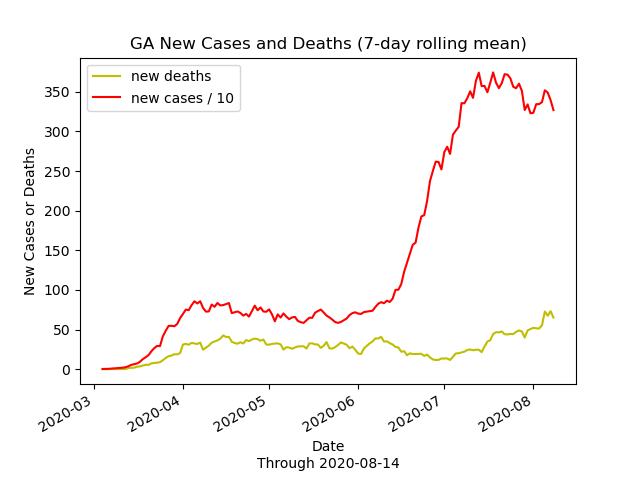 GA New Cases and Deaths (7-day rolling mean)
new deaths
new cases / 10
New Cases or Deaths
350
300
250
200
150
100
50
0
2020-03
2020-04
2020-05
2020-06
2020-07
2020-08
Date
Through 2020-08-14